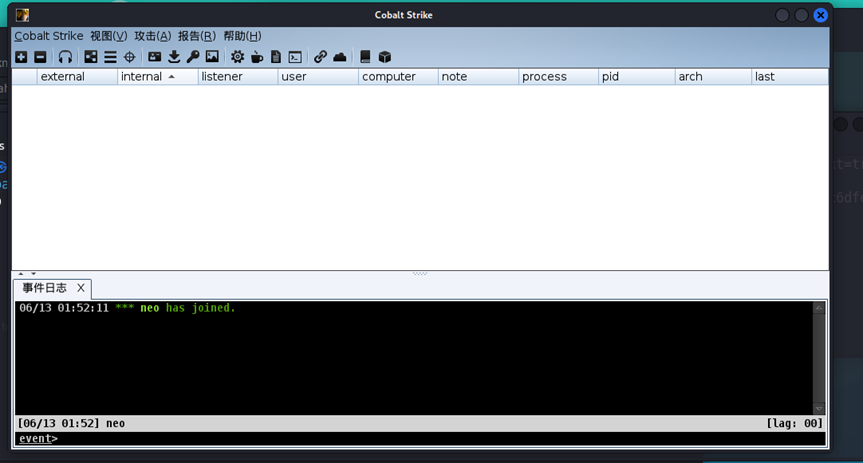 Cobalt Strike
Cobalt Strike 视图(V) 攻击(A) 报告(R) 帮助(H)
external internal listener user computer note process pid arch last
事件日志 X
06/13 01:52:11 *** neo has joined.
[06/13 01:52] neo [lag: 00]
event>